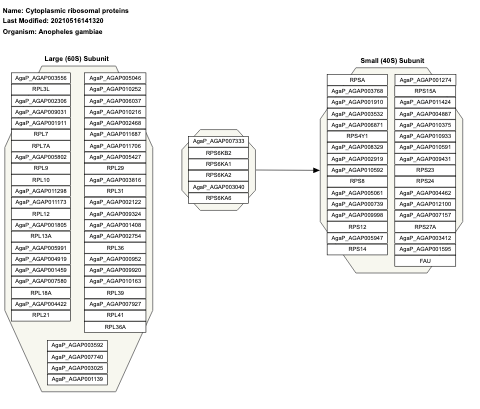 Name: Cytoplasmic ribosomal proteins
Last Modified: 20210516141320
Organism: Anopheles gambiae
Large (60S) Subunit
AgaP_AGAP003556
RPL3L
AgaP_AGAP002306
AgaP_AGAP009031
AgaP_AGAP001911
RPL7
RPL7A
AgaP_AGAP005802
RPL9
RPL10
AgaP_AGAP011298
AgaP_AGAP011173
RPL12
AgaP_AGAP001805
RPL13A
AgaP_AGAP005991
AgaP_AGAP004919
AgaP_AGAP001459
AgaP_AGAP007580
RPL18A
AgaP_AGAP004422
RPL21
AgaP_AGAP005046
AgaP_AGAP010252
AgaP_AGAP006037
AgaP_AGAP010216
AgaP_AGAP002468
AgaP_AGAP011687
AgaP_AGAP011706
AgaP_AGAP005427
RPL29
AgaP_AGAP003816
RPL31
AgaP_AGAP002122
AgaP_AGAP009324
AgaP_AGAP001408
AgaP_AGAP002754
RPL36
AgaP_AGAP000952
AgaP_AGAP009920
AgaP_AGAP010163
RPL39
AgaP_AGAP007927
RPL41
RPL36A
AgaP_AGAP003592
AgaP_AGAP007740
AgaP_AGAP003025
AgaP_AGAP001139
AgaP_AGAP007333
RPS6KB2
RPS6KA1
RPS6KA2
AgaP_AGAP003040
RPS6KA6
Small (40S) Subunit
RPSA
AgaP_AGAP003768
AgaP_AGAP001910
AgaP_AGAP003532
AgaP_AGAP006871
RPS4Y1
AgaP_AGAP008329
AgaP_AGAP002919
AgaP_AGAP010592
RPS8
AgaP_AGAP005061
AgaP_AGAP000739
AgaP_AGAP009998
RPS12
AgaP_AGAP005947
RPS14
AgaP_AGAP001274
RPS15A
AgaP_AGAP011424
AgaP_AGAP004887
AgaP_AGAP010375
AgaP_AGAP010933
AgaP_AGAP010591
AgaP_AGAP009431
RPS23
RPS24
AgaP_AGAP004462
AgaP_AGAP012100
AgaP_AGAP007157
RPS27A
AgaP_AGAP003412
AgaP_AGAP001595
FAU